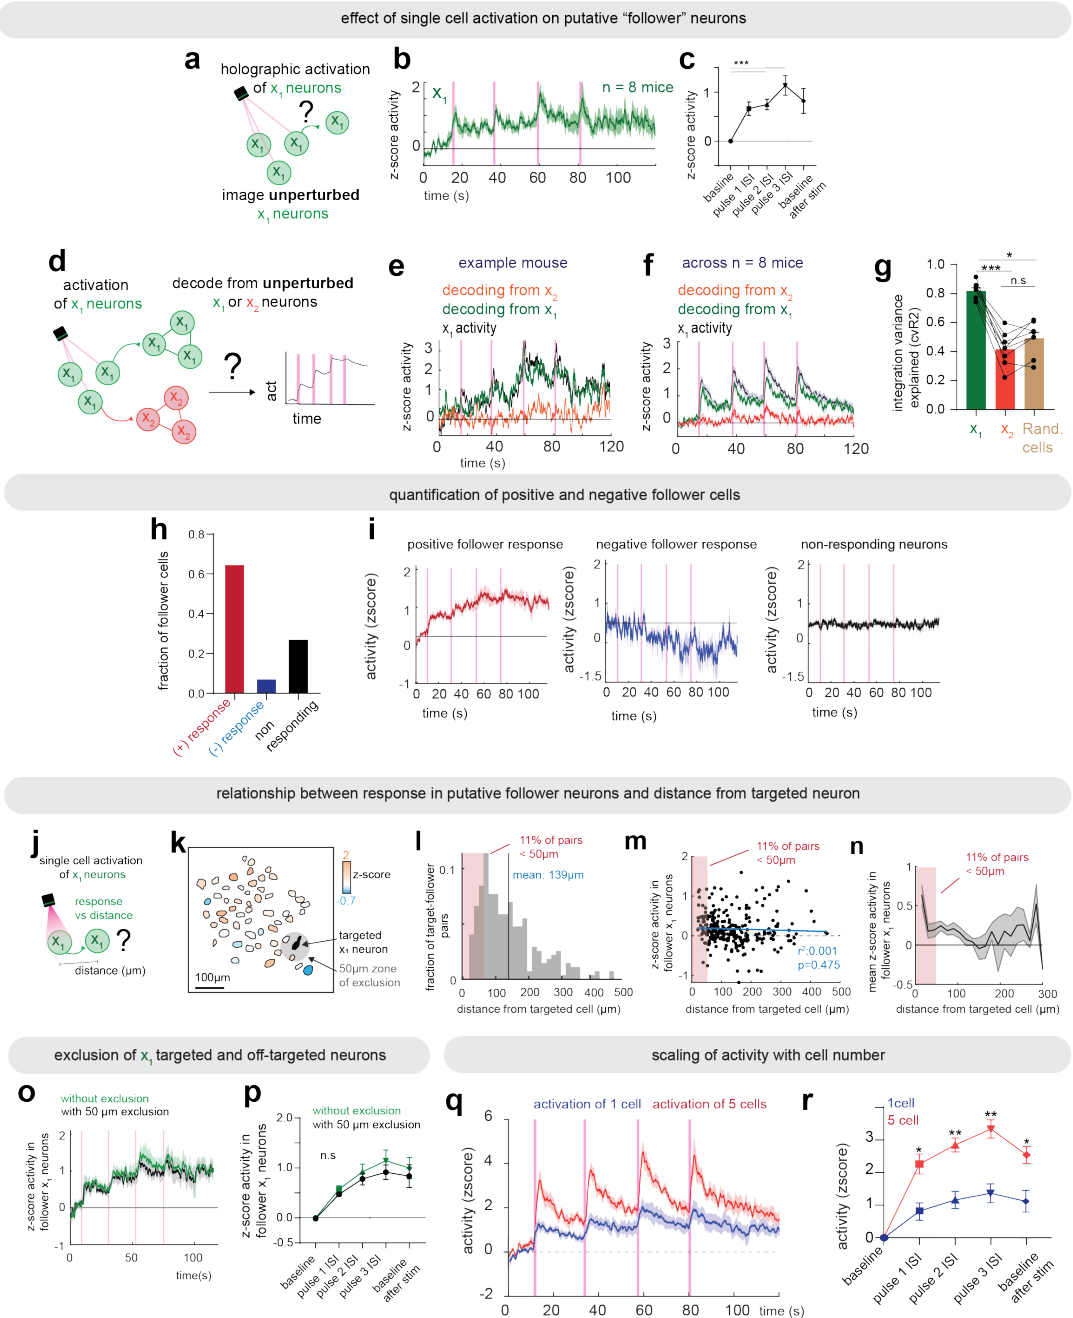 effect of single cell activation on putative “follower” neurons
a
holographic activation
of x1 neurons
?
x1
x1
x1
x1
image unperturbed
x1 neurons
b
x1
n = 8 mice
z-score activity
2
0
0 20 40 60 80 100
time (s)
c
***
z-score activity
1
0
basline
pulse 1 ISI
pulse 2 ISI
pulse 3 ISI
baseline
after stim
d
activation
of x1 neurons
decode from unperturbed
x1 or x2 neurons
x1
x1
x1
x1
x1
x1
x2
x2
x2
?
act
time
e
example mouse
decoding from x2
decoding from x1
x1 activity
z-score activity
3
2
1
0
0 40 80 120
time (s)
f
across n = 8 mice
decoding from x2
decoding from x1
x1 activity
z-score activity
3
2
1
0
0 40 80 120
time (s)
g
*
***
n.s
integration variance
explained (cvR2)
1.0
0.8
0.6
0.4
0.2
0.0
x1
x2
Rand.
cells
quantification of positive and negative follower cells
h
fraction of follower cells
0.8
0.6
0.4
0.2
0.0
(+) response
(-) response
non
responding
i
positive follower response
activity (zscore)
2
1
0
-1
0 20 40 60 80 100
time (s)
negative follower response
activity (zscore)
2
1
0
-1.5
0 20 40 60 80 100
time (s)
non-responding neurons
activity (zscore)
2
1
0
-1.5
0 20 40 60 80 100
time (s)
relationship between response in putative follower neurons and distance from targeted neuron
j
single cell activation
of x1 neurons
response
vs distance
x1
x1
?
distance (µm)
k
2
z-score
-0.7
targeted
x1 neuron
50µm zone
of exclusion
100µm
l
11% of pairs
< 50µm
mean: 139µm
fraction of target-follower
pairs
0.1
0
0 100 200 300 400 500
distance from targeted cell (µm)
m
11% of pairs
< 50µm
z-score activity in
follower x1 neurons
2
1
0
-1
r²:0.001
p=0.475
0 100 200 300 400 500
distance from targeted cell (µm)
n
11% of pairs
< 50µm
mean z-score activity in
follower x1 neurons
1
0.5
0
-0.5
0 100 200 300
distance from targeted cell (µm)
exclusion of x1 targeted and off-targeted neurons
scaling of activity with cell number
o
without exclusion
with 50 µm exclusion
z-score activity in
follower x1 neurons
2
1
0
-1
0 50 100
time(s)
p
without exclusion
with 50 µm exclusion
n.s
z-score activity in
follower x1 neurons
2.0
1.0
0.0
-0.5
baseline
pulse 1 ISI
pulse 2 ISI
pulse 3 ISI
baseline
after stim
q
activation of 1 cell
activation of 5 cells
activity (zscore)
6
4
2
0
-2
0 20 40 60 80 100 time (s)
r
1cell
5 cell
activity (zscore)
3
2
1
0
*
**
**
*
baseline
pulse 1 ISI
pulse 2 ISI
pulse 3 ISI
baseline
after stim